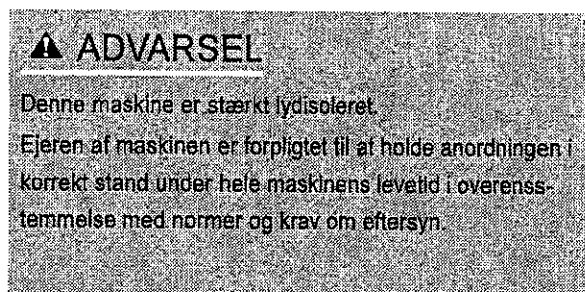 ADVARSEL
Denne maskine er stærkt lydisoleret.
Ejeren af maskinen er forpligtet til at holde anordningen i
korrekt stand under hele maskinens levetid i overenss-
temmelse med normer og krav om eftersyn.